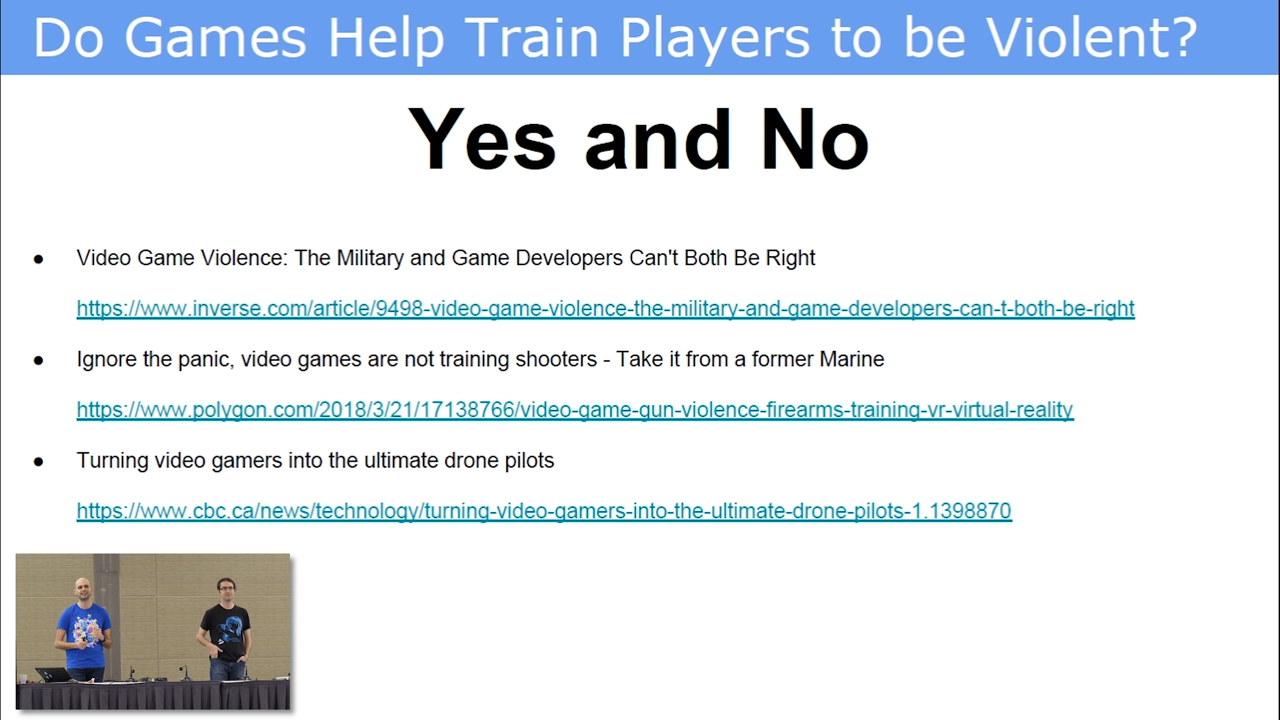 Do Games Help Train Players to be Violent?
Yes and No
● Video Game Violence: The Military and Game Developers Can't Both Be Right
https://www.inverse.com/article/9498-video-game-violence-the-military-and-game-developers-can-t-both-be-right
● Ignore the panic, video games are not training shooters - Take it from a former Marine
https://www.polygon.com/2018/3/21/17138766/video-game-gun-violence-firearms-training-vr-virtual-reality
● Turning video gamers into the ultimate drone pilots
https://www.cbc.ca/news/technology/turning-video-gamers-into-the-ultimate-drone-pilots-1.1398870